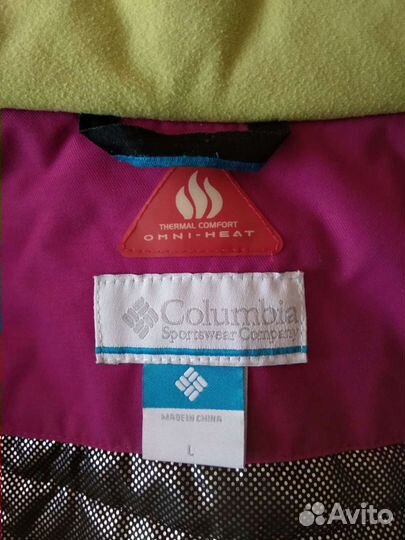 THERMAL COMFORT
OMNI-HEAT
Columbia
Sportswear Company
MADE IN CHINA
L
Avito